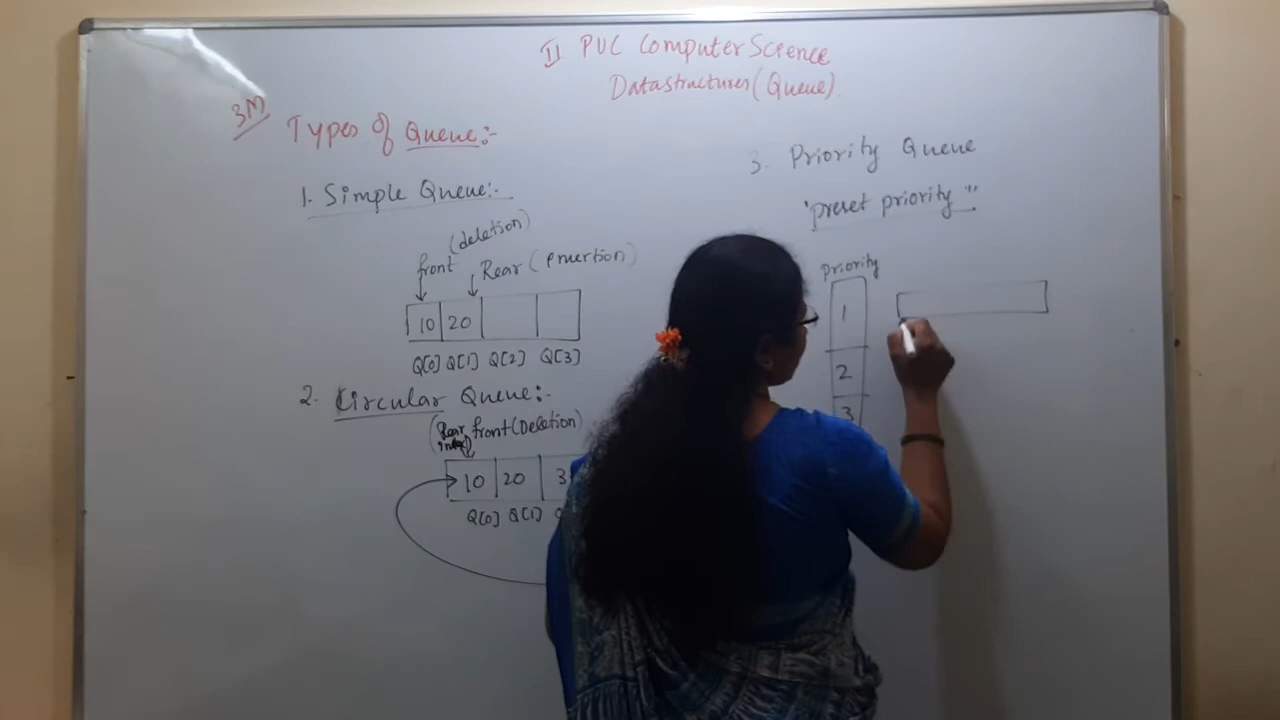 II PUC Computer Science
Datastructures (Queue)
3M
Types Of Queue:-
1. Simple Queue:-
(deletion)
front
Rear (
10 20
Q[0] Q[1] Q[2] Q[3]
2. Circular Queue:-
(Rear front (Deletion)
10 20 3
Q[0] Q[1] Q
3. Priority Queue
"preset priority"
priority
1
2
3